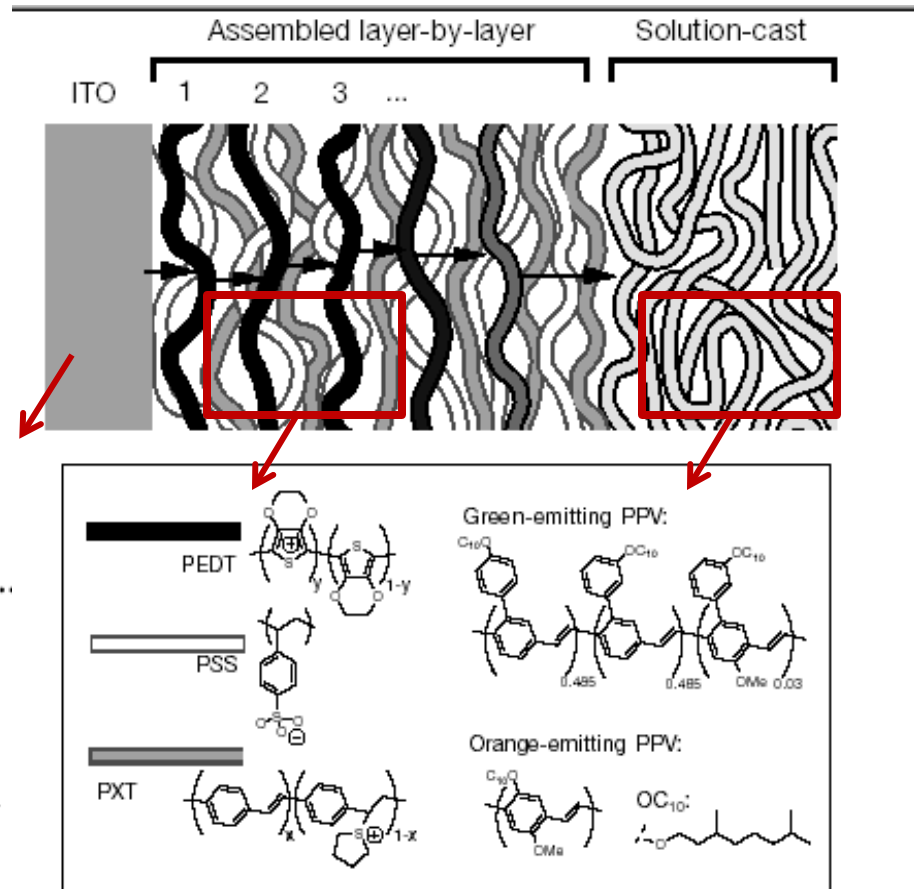 Assembled layer-by-layer Solution-cast
ITO 1 2 3 ...
PEDT
S
O O
y
S
O O
1-y
PSS
O S O
O ⊖
PXT
x
S ⊕
1-x
Green-emitting PPV:
C₁₀O OC₁₀ OC₁₀
0.485 0.485 OMe 0.03
Orange-emitting PPV:
C₁₀O
OMe
OC₁₀:
O